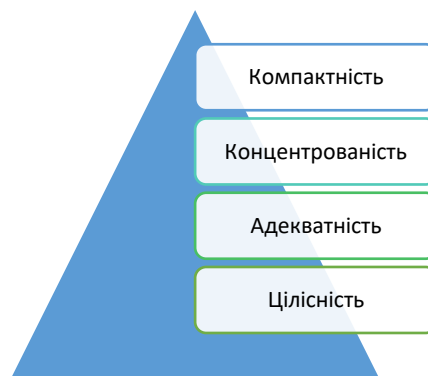 Компактність
Концентрованість
Адекватність
Цілісність